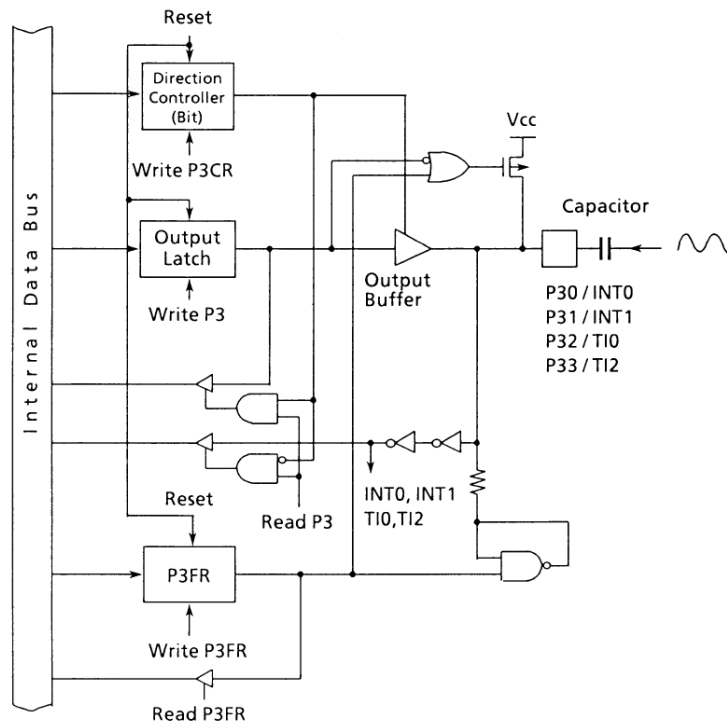 Reset
Direction
Controller
(Bit)
Write P3CR
Vcc
Capacitor
Output
Latch
Output
Buffer
Write P3
P30 / INT0
P31 / INT1
P32 / TI0
P33 / TI2
Internal Data Bus
INT0, INT1
TI0,TI2
Read P3
Reset
P3FR
Write P3FR
Read P3FR